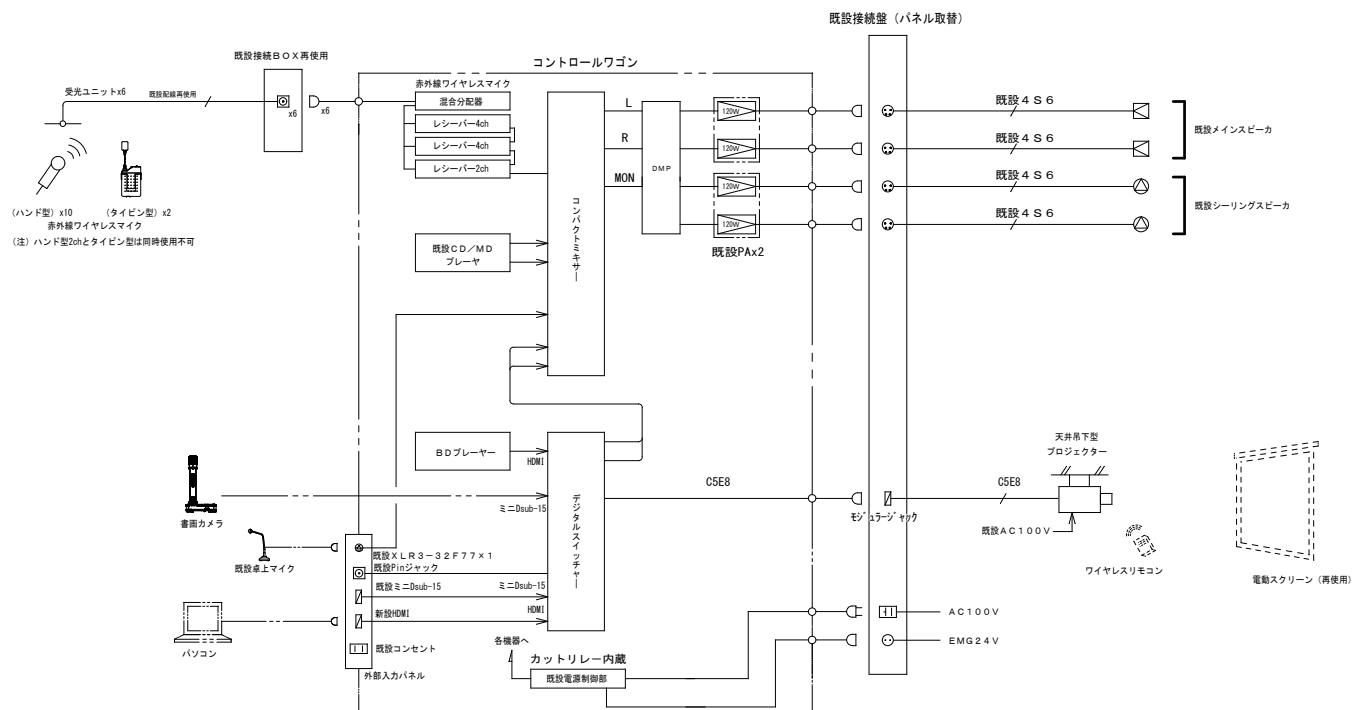 既設接続盤（パネル取替）
既設接続ＢＯＸ再使用
コントロールワゴン
受光ユニットx6
既設配線再使用
x6
x6
赤外線ワイヤレスマイク
混合分配器
レシーバー4ch
レシーバー4ch
レシーバー2ch
（ハンド型）x10
（タイピン型）x2
赤外線ワイヤレスマイク
（注）ハンド型2chとタイピン型は同時使用不可
既設ＣＤ／ＭＤ
プレーヤ
コンパクトミキサー
L
R
MON
DMP
120W
120W
120W
120W
既設PAx2
既設４Ｓ６
既設４Ｓ６
既設４Ｓ６
既設４Ｓ６
既設メインスピーカ
既設シーリングスピーカ
ＢＤプレーヤー
HDMI
ミニDsub-15
デジタルスイッチャー
C5E8
モジュラージャック
C5E8
天井吊下型
プロジェクター
既設ＡＣ１００Ｖ
ワイヤレスリモコン
電動スクリーン（再使用）
書画カメラ
既設卓上マイク
パソコン
既設ＸＬＲ３－３２Ｆ７７×１
既設Pinジャック
既設ミニDsub-15
ミニDsub-15
新設HDMI
HDMI
既設コンセント
外部入力パネル
各機器へ
カットリレー内蔵
既設電源制御部
ＡＣ１００Ｖ
ＥＭＧ２４Ｖ